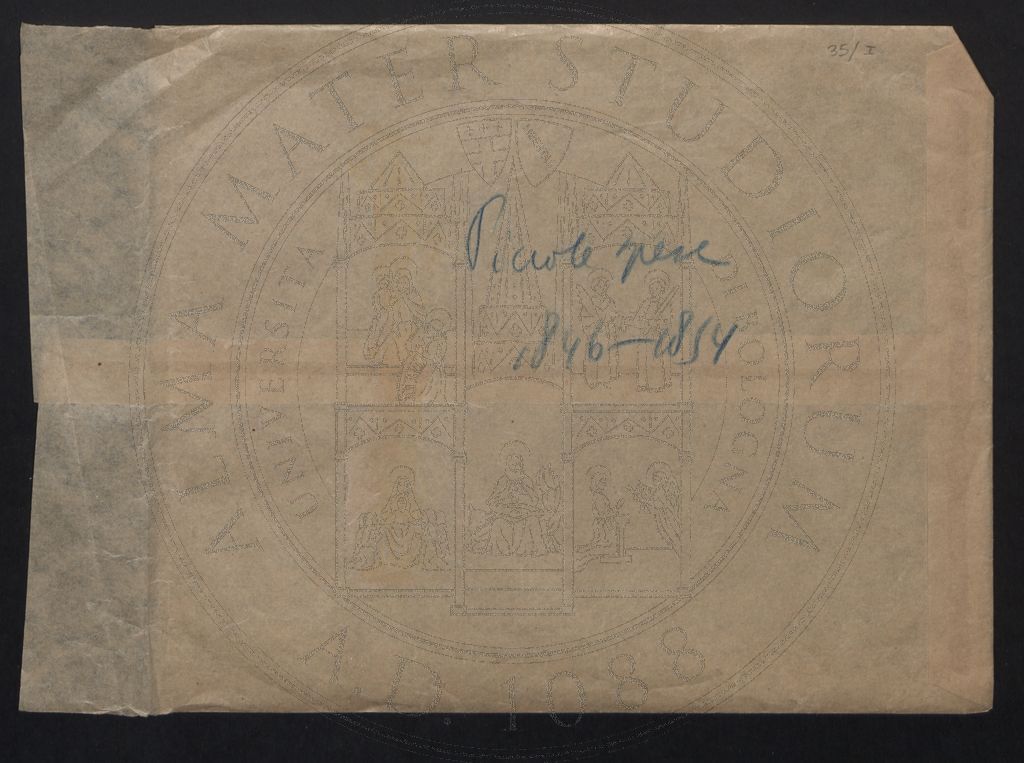 35/I
ALMA MATER STUDIORUM
UNIVERSITÀ DI BOLOGNA
Piccole spese
1846-1854
A.D. 1088